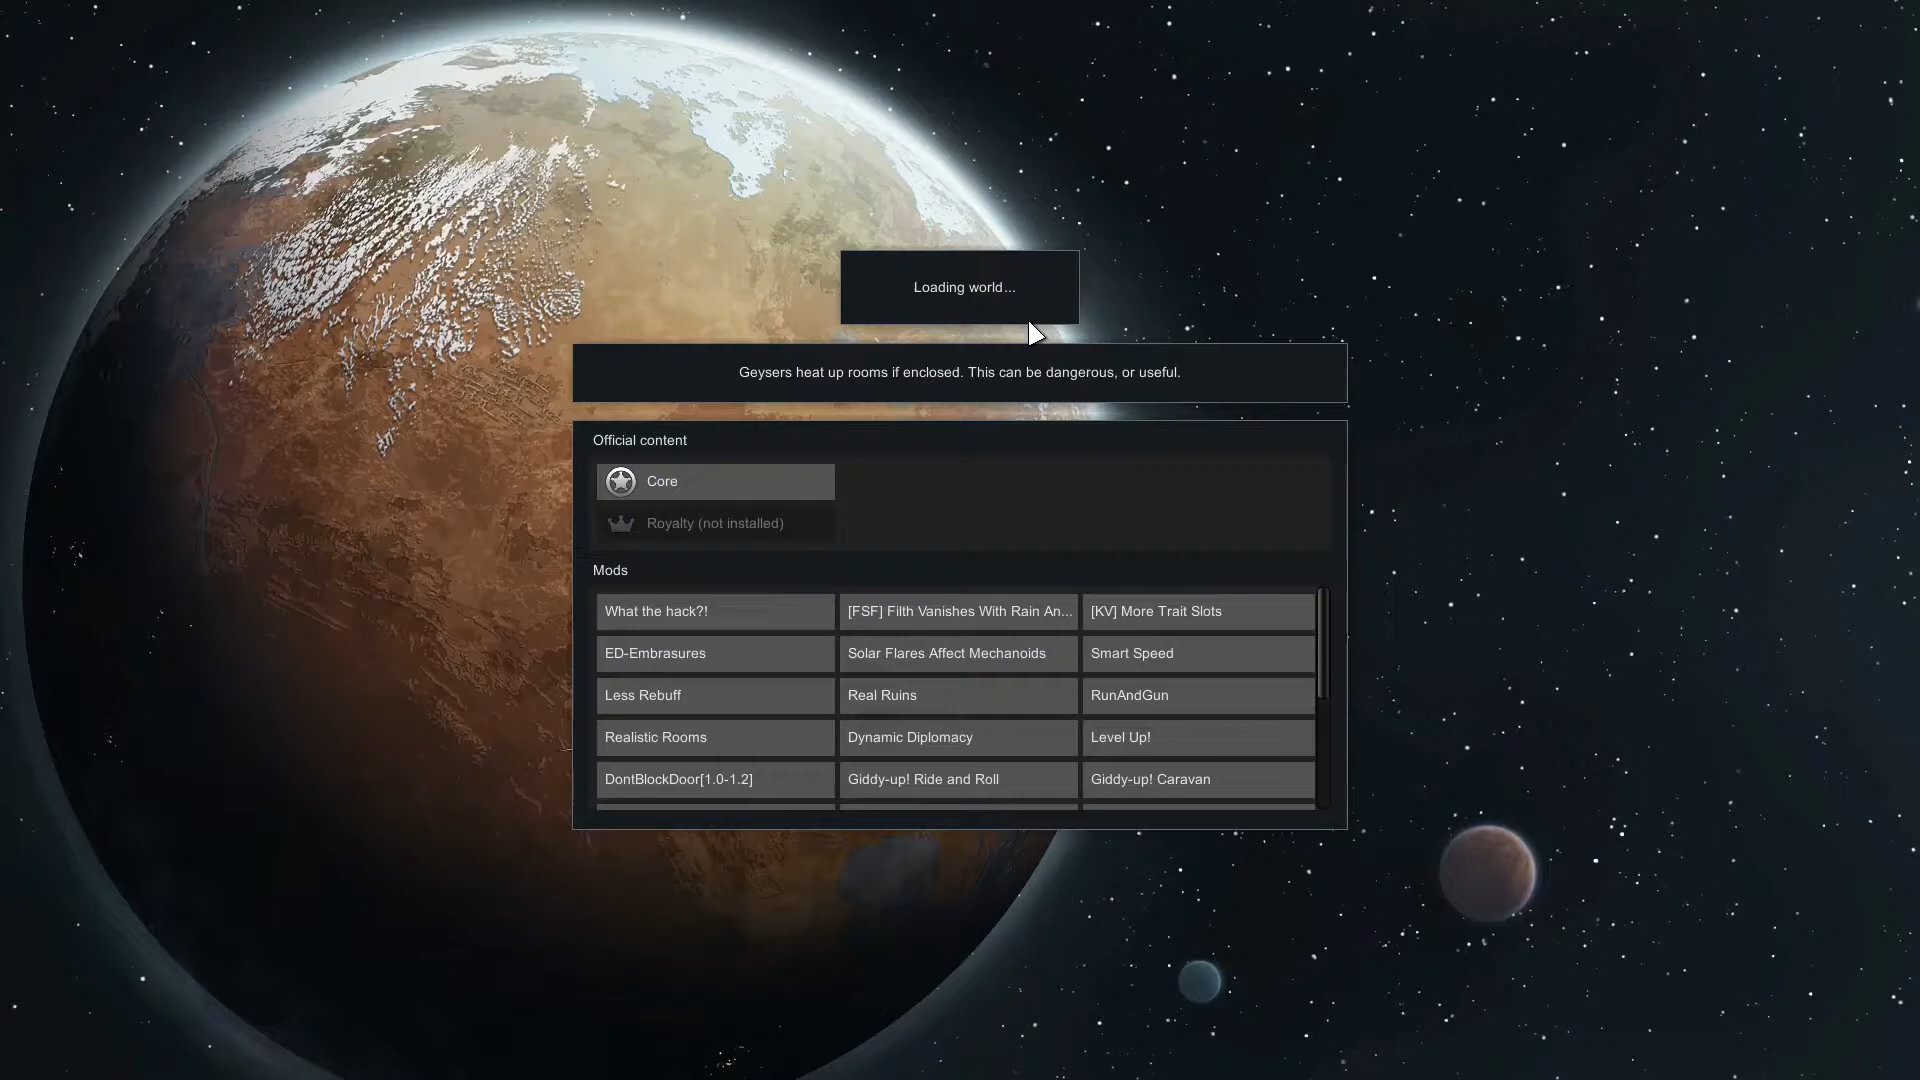 Loading world...
Geysers heat up rooms if enclosed. This can be dangerous, or useful.
Official content
Core
Royalty (not installed)
Mods
What the hack?!
[FSF] Filth Vanishes With Rain An...
[KV] More Trait Slots
ED-Embrasures
Solar Flares Affect Mechanoids
Smart Speed
Less Rebuff
Real Ruins
RunAndGun
Realistic Rooms
Dynamic Diplomacy
Level Up!
DontBlockDoor[1.0-1.2]
Giddy-up! Ride and Roll
Giddy-up! Caravan